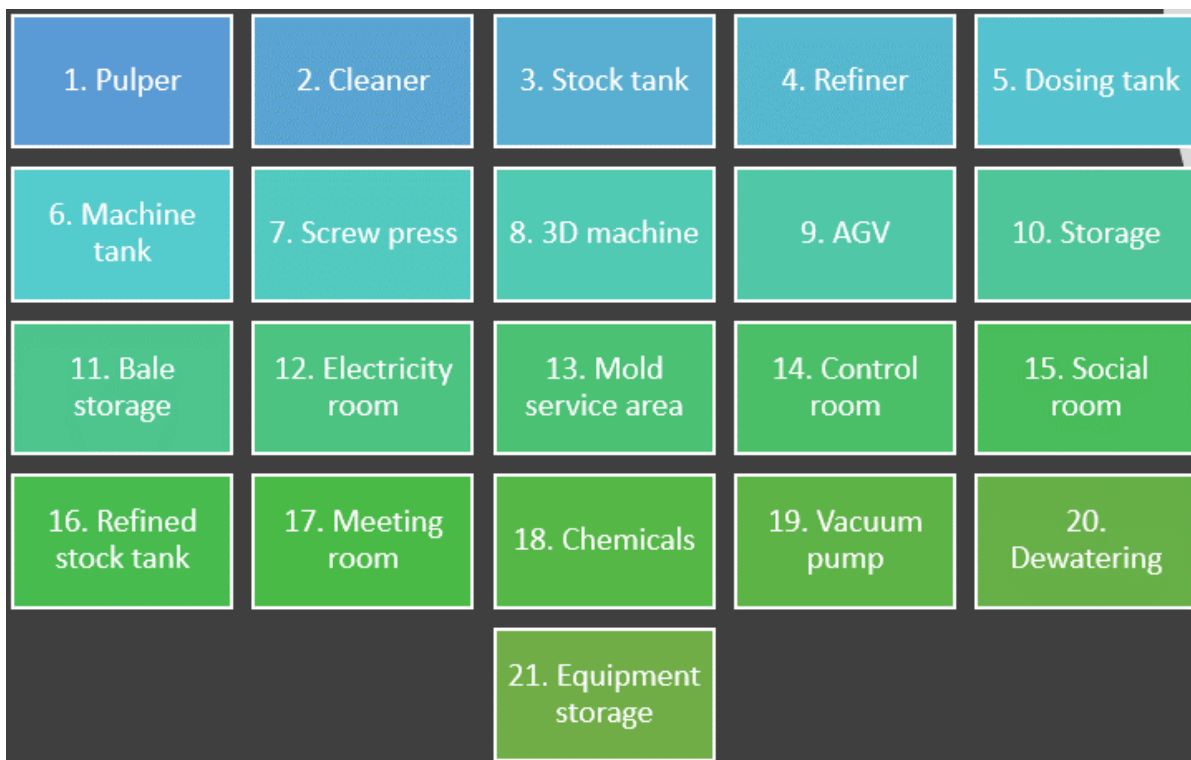 1. Pulper
2. Cleaner
3. Stock tank
4. Refiner
5. Dosing tank
6. Machine
tank
7. Screw press
8. 3D machine
9. AGV
10. Storage
11. Bale
storage
12. Electricity
room
13. Mold
service area
14. Control
room
15. Social
room
16. Refined
stock tank
17. Meeting
room
18. Chemicals
19. Vacuum
pump
20.
Dewatering
21. Equipment
storage